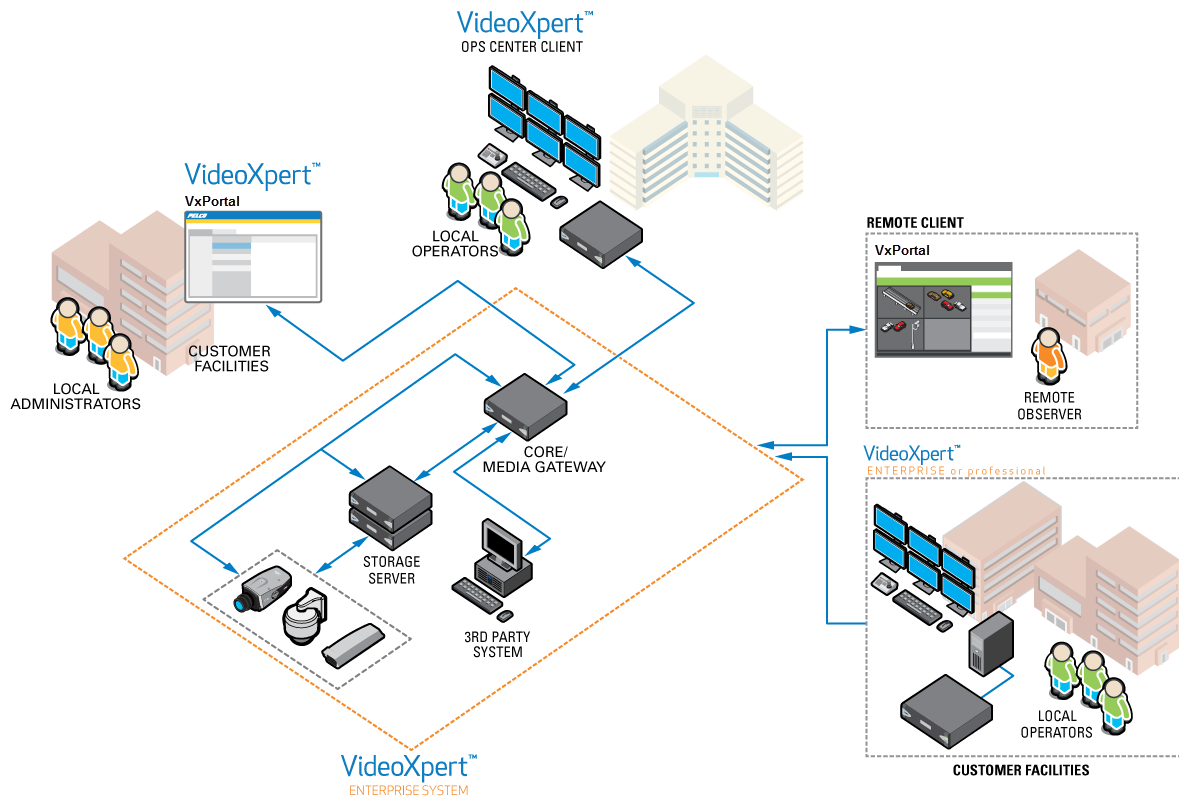 VideoXpert™
OPS CENTER CLIENT
LOCAL
OPERATORS
VideoXpert™
VxPortal
PELCO
CUSTOMER
FACILITIES
LOCAL
ADMINISTRATORS
REMOTE CLIENT
VxPortal
REMOTE
OBSERVER
CORE/
MEDIA GATEWAY
STORAGE
SERVER
3RD PARTY
SYSTEM
VideoXpert™
ENTERPRISE or professional
LOCAL
OPERATORS
CUSTOMER FACILITIES
VideoXpert™
ENTERPRISE SYSTEM